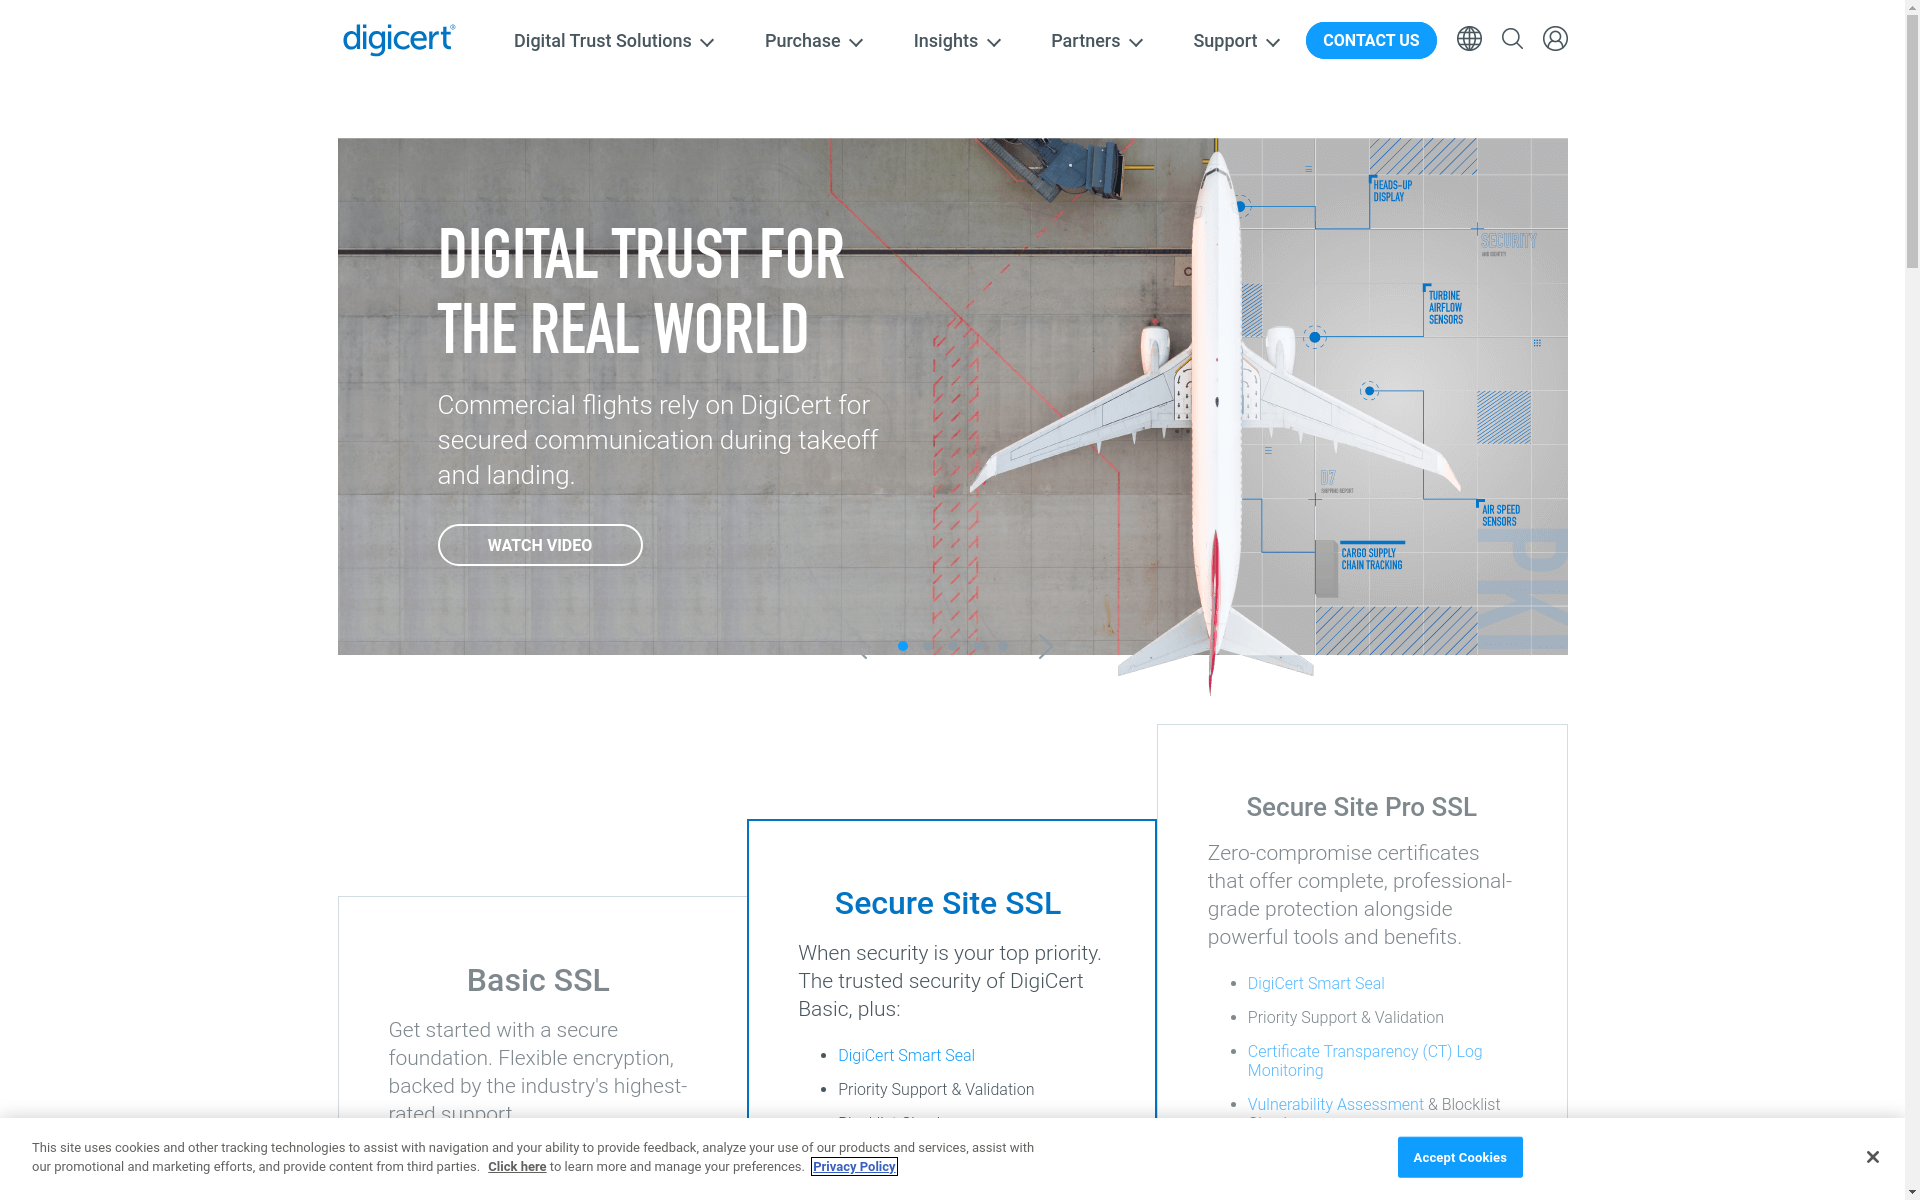 digicert®
Digital Trust Solutions
Purchase
Insights
Partners
Support
CONTACT US
DIGITAL TRUST FOR
THE REAL WORLD
Commercial flights rely on DigiCert for
secured communication during takeoff
and landing.
WATCH VIDEO
HEADS-UP
DISPLAY
SECURITY
AND IDENTITY
TURBINE
AIRFLOW
SENSORS
07
SHIPPING REPORT
AIR SPEED
SENSORS
CARGO SUPPLY
CHAIN TRACKING
PKI
Secure Site Pro SSL
Zero-compromise certificates
that offer complete, professional-
grade protection alongside
powerful tools and benefits.
DigiCert Smart Seal
Priority Support & Validation
Certificate Transparency (CT) Log
Monitoring
Vulnerability Assessment & Blocklist
Secure Site SSL
When security is your top priority.
The trusted security of DigiCert
Basic, plus:
DigiCert Smart Seal
Priority Support & Validation
Basic SSL
Get started with a secure
foundation. Flexible encryption,
backed by the industry's highest-
rated support
This site uses cookies and other tracking technologies to assist with navigation and your ability to provide feedback, analyze your use of our products and services, assist with
our promotional and marketing efforts, and provide content from third parties. Click here to learn more and manage your preferences. Privacy Policy
Accept Cookies